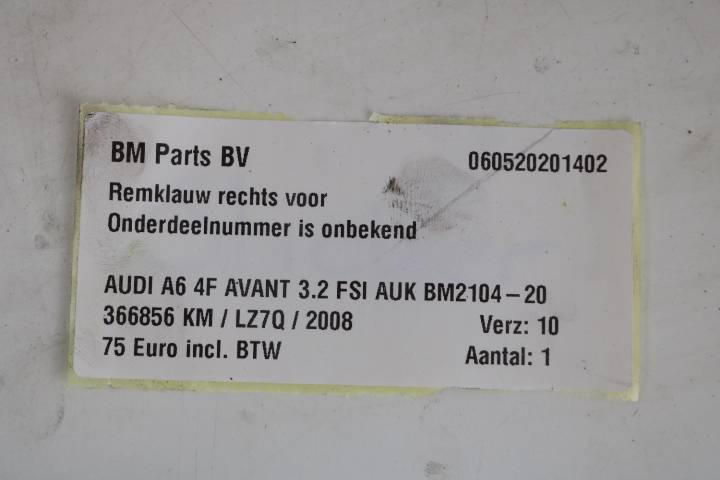 BM Parts BV 060520201402
Remklauw rechts voor
Onderdeelnummer is onbekend
AUDI A6 4F AVANT 3.2 FSI AUK BM2104-20
366856 KM / LZ7Q / 2008 Verz: 10
75 Euro incl. BTW Aantal: 1